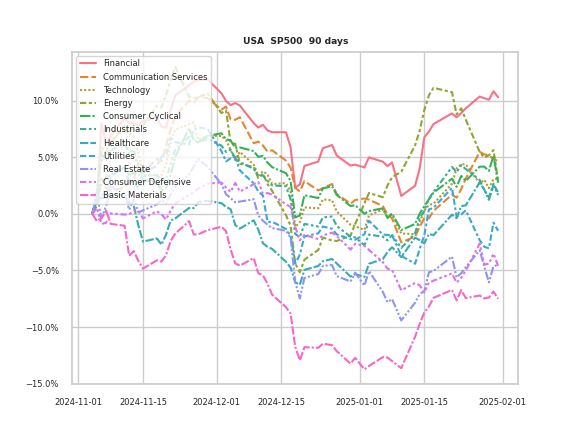 USA SP500 90 days
Financial
Communication Services
Technology
Energy
Consumer Cyclical
Industrials
Healthcare
Utilities
Real Estate
Consumer Defensive
Basic Materials
10.0%
5.0%
0.0%
−5.0%
−10.0%
−15.0%
2024-11-01 2024-11-15 2024-12-01 2024-12-15 2025-01-01 2025-01-15 2025-02-01